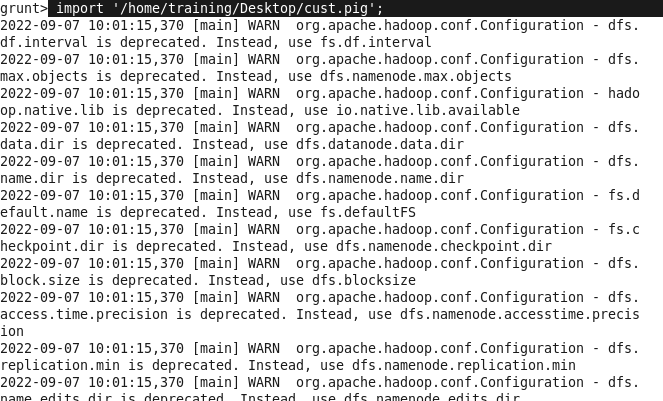 grunt> import '/home/training/Desktop/cust.pig';
2022-09-07 10:01:15,370 [main] WARN  org.apache.hadoop.conf.Configuration - dfs.
df.interval is deprecated. Instead, use fs.df.interval
2022-09-07 10:01:15,370 [main] WARN  org.apache.hadoop.conf.Configuration - dfs.
max.objects is deprecated. Instead, use dfs.namenode.max.objects
2022-09-07 10:01:15,370 [main] WARN  org.apache.hadoop.conf.Configuration - hado
op.native.lib is deprecated. Instead, use io.native.lib.available
2022-09-07 10:01:15,370 [main] WARN  org.apache.hadoop.conf.Configuration - dfs.
data.dir is deprecated. Instead, use dfs.datanode.data.dir
2022-09-07 10:01:15,370 [main] WARN  org.apache.hadoop.conf.Configuration - dfs.
name.dir is deprecated. Instead, use dfs.namenode.name.dir
2022-09-07 10:01:15,370 [main] WARN  org.apache.hadoop.conf.Configuration - fs.d
efault.name is deprecated. Instead, use fs.defaultFS
2022-09-07 10:01:15,370 [main] WARN  org.apache.hadoop.conf.Configuration - fs.c
heckpoint.dir is deprecated. Instead, use dfs.namenode.checkpoint.dir
2022-09-07 10:01:15,370 [main] WARN  org.apache.hadoop.conf.Configuration - dfs.
block.size is deprecated. Instead, use dfs.blocksize
2022-09-07 10:01:15,370 [main] WARN  org.apache.hadoop.conf.Configuration - dfs.
access.time.precision is deprecated. Instead, use dfs.namenode.accesstime.precis
ion
2022-09-07 10:01:15,370 [main] WARN  org.apache.hadoop.conf.Configuration - dfs.
replication.min is deprecated. Instead, use dfs.namenode.replication.min
2022-09-07 10:01:15,370 [main] WARN  org.apache.hadoop.conf.Configuration - dfs.
name.edits.dir is deprecated. Instead, use dfs.namenode.edits.dir